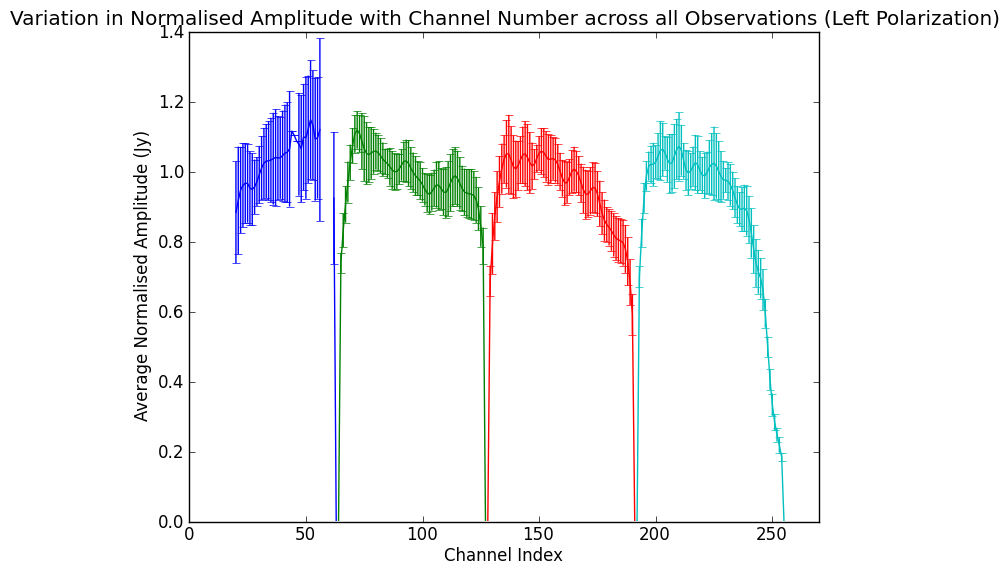 Variation in Normalised Amplitude with Channel Number across all Observations (Left Polarization)
1.4
1.2
1.0
0.8
0.6
0.4
0.2
0.0
Average Normalised Amplitude (Jy)
0 50 100 150 200 250
Channel Index